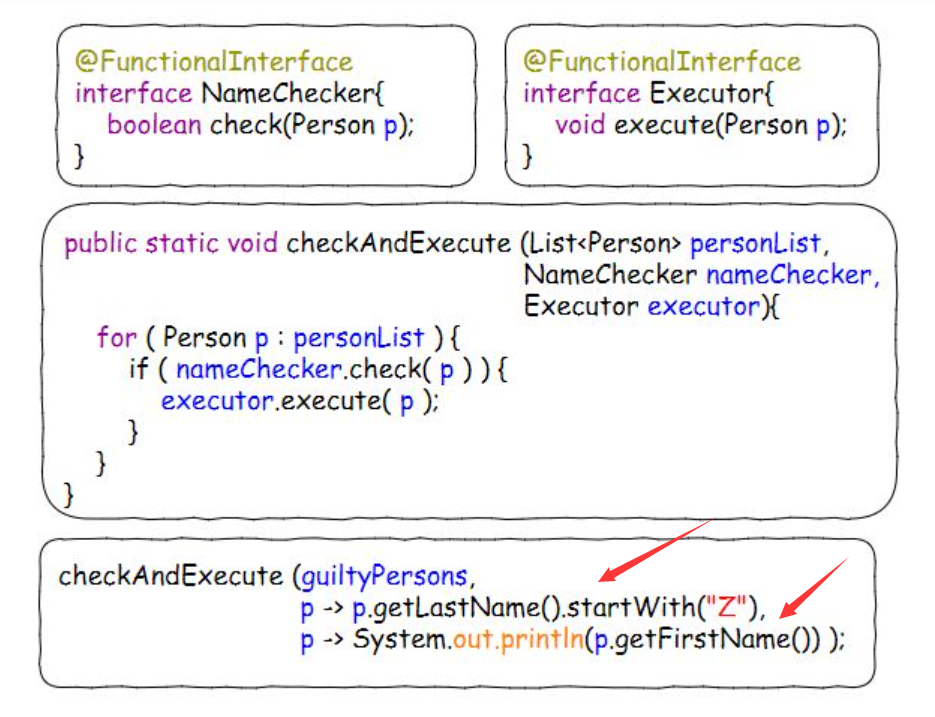 @FunctionalInterface
interface NameChecker{
boolean check(Person p);
}
@FunctionalInterface
interface Executor{
void execute(Person p);
}
public static void checkAndExecute (List<Person> personList,
NameChecker nameChecker,
Executor executor){
for ( Person p : personList ) {
if ( nameChecker.check( p ) ) {
executor.execute( p );
}
}
}
checkAndExecute (guiltyPersons,
p -> p.getLastName().startWith("Z"),
p -> System.out.println(p.getFirstName()) );